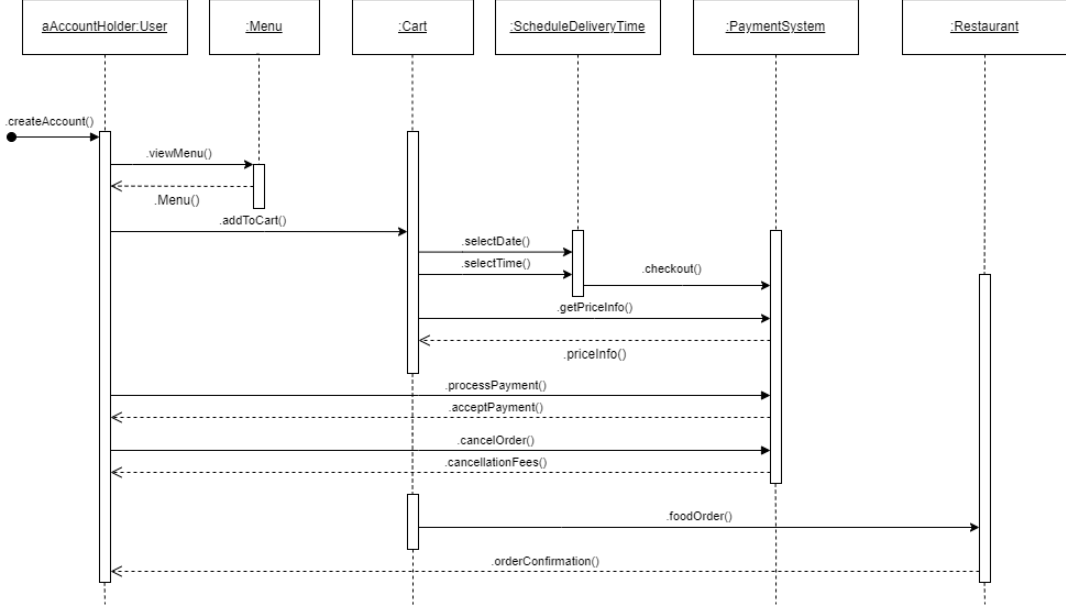 aAccountHolder:User
:Menu
:Cart
:ScheduleDeliveryTime
:PaymentSystem
:Restaurant
.createAccount()
.viewMenu()
.Menu()
.addToCart()
.selectDate()
.selectTime()
.checkout()
.getPriceInfo()
.priceInfo()
.processPayment()
.acceptPayment()
.cancelOrder()
.cancellationFees()
.foodOrder()
.orderConfirmation()